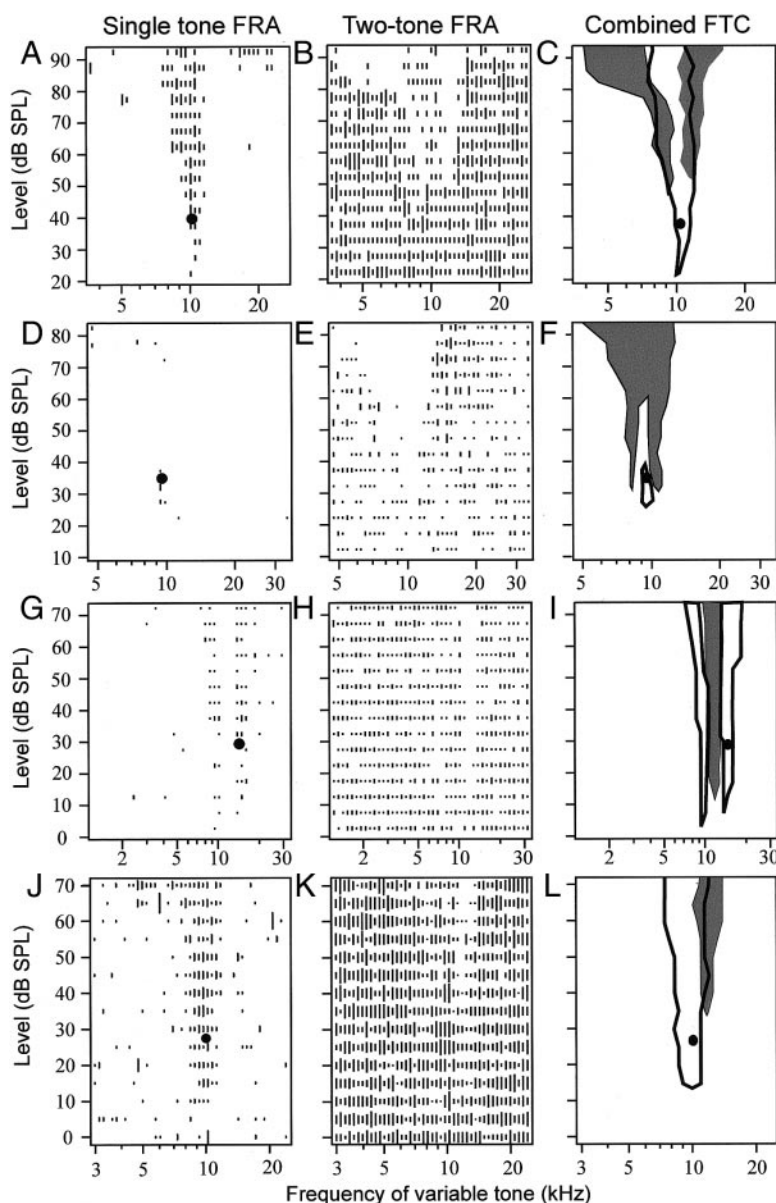 Single tone FRA Two-tone FRA Combined FTC
A B C
Level (dB SPL)
90
80
70
60
50
40
30
20
5 10 20
5 10 20
5 10 20
D E F
Level (dB SPL)
80
70
60
50
40
30
20
10
5 10 20 30
5 10 20 30
5 10 20 30
G H I
Level (dB SPL)
70
60
50
40
30
20
10
0
2 5 10 30
2 5 10 30
2 5 10 30
J K L
Level (dB SPL)
70
60
50
40
30
20
10
0
3 5 10 20
3 5 10 20
3 5 10 20
Frequency of variable tone (kHz)